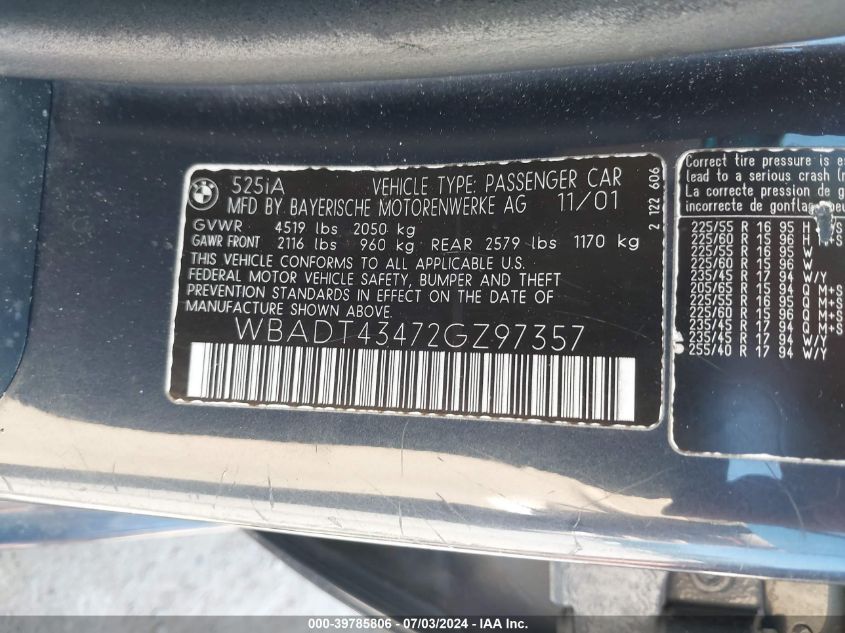 525iA VEHICLE TYPE: PASSENGER CAR
MFD BY BAYERISCHE MOTORENWERKE AG 11/01
GVWR 4519 lbs 2050 kg
GAWR FRONT 2116 lbs 960 kg REAR 2579 lbs 1170 kg
THIS VEHICLE CONFORMS TO ALL APPLICABLE U.S.
FEDERAL MOTOR VEHICLE SAFETY, BUMPER AND THEFT
PREVENTION STANDARDS IN EFFECT ON THE DATE OF
MANUFACTURE SHOWN ABOVE.
WBADT43472GZ97357
2 122 606
Correct tire pressure is es
lead to a serious crash (r
La correcte pression de g
incorrecte de gonflag
225/55 R 16 95 H
225/60 R 15 96 H M+S
225/55 R 16 95 W
225/60 R 15 96 W
235/45 R 17 94 W/Y
205/65 R 15 94 Q M+S
225/55 R 16 95 Q M+S
225/60 R 15 96 Q M+S
235/45 R 17 94 Q M+S
235/45 R 17 94 W/Y
255/40 R 17 94 W/Y
000-39785806 - 07/03/2024 - IAA Inc.